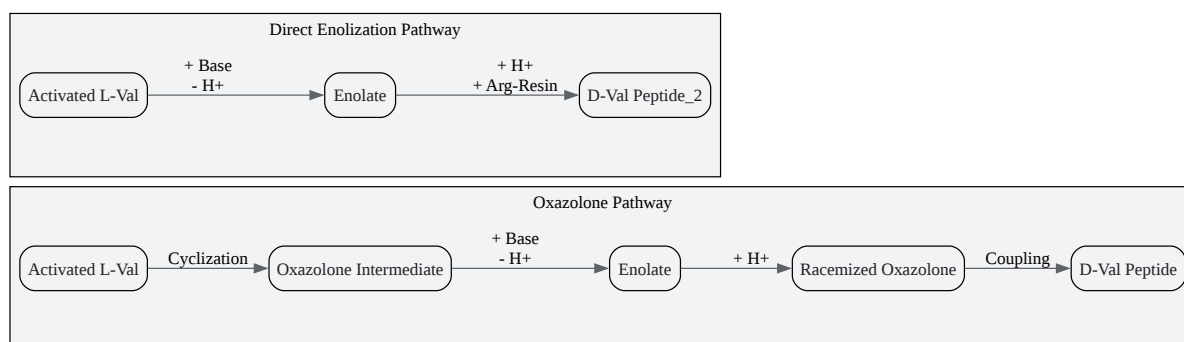 Direct Enolization Pathway
Activated L-Val
+ Base
- H+
Enolate
+ H+
+ Arg-Resin
D-Val Peptide_2
Oxazolone Pathway
Activated L-Val
Cyclization
Oxazolone Intermediate
+ Base
- H+
Enolate
+ H+
Racemized Oxazolone
Coupling
D-Val Peptide